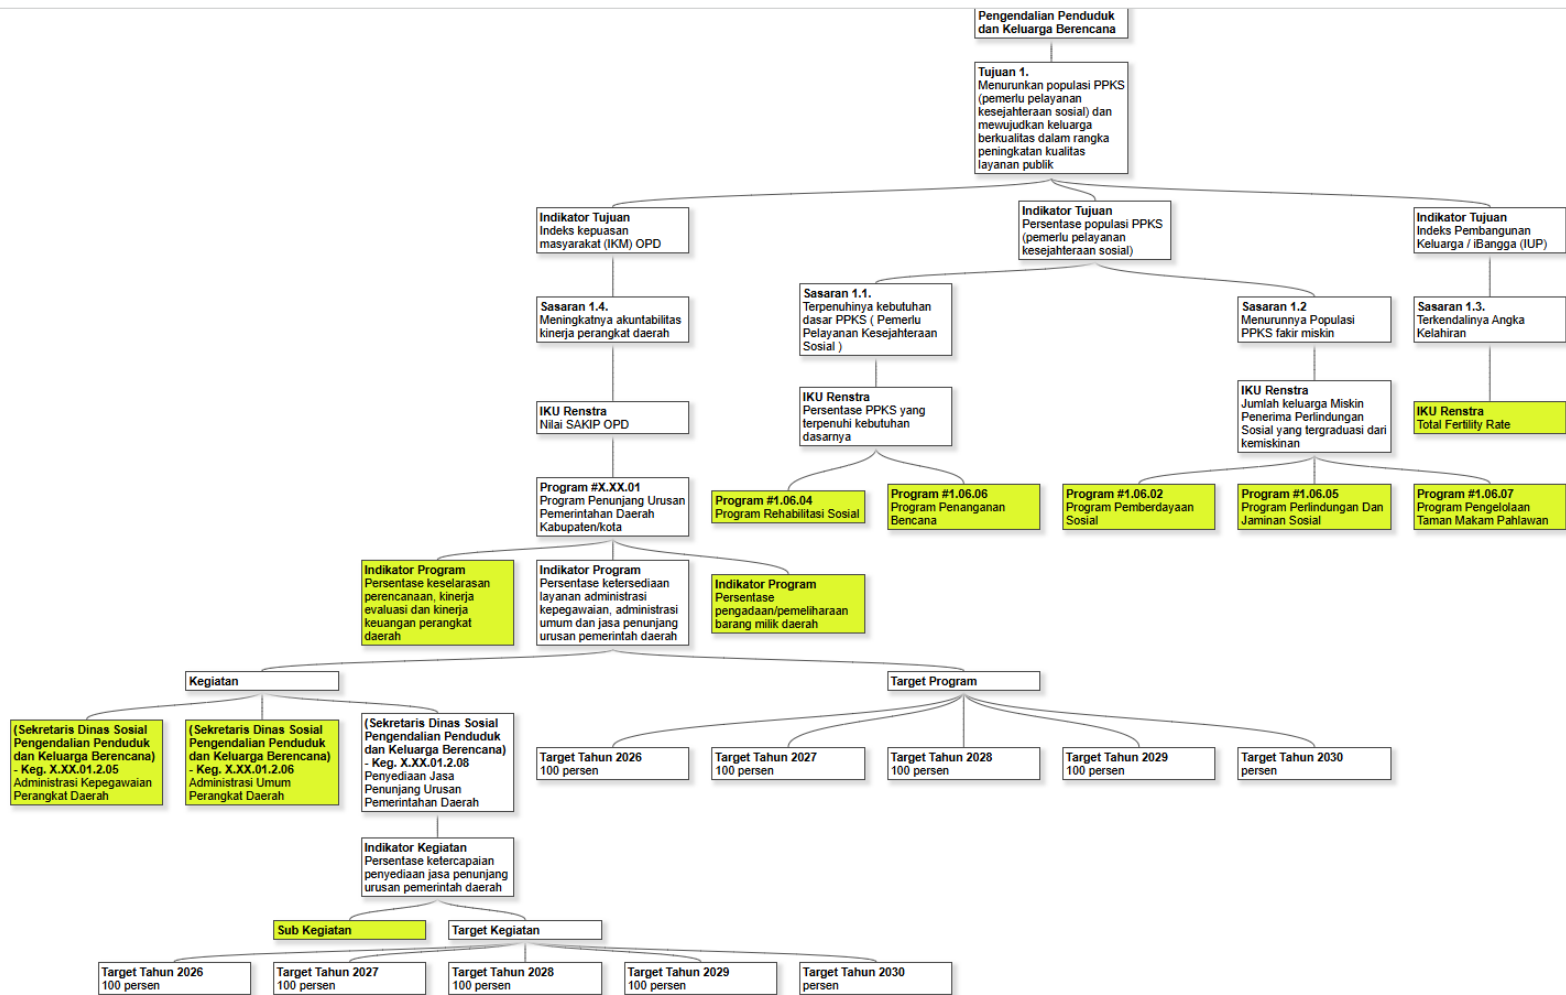 Pengendalian Penduduk
dan Keluarga Berencana
Tujuan 1.
Menurunkan populasi PPKS
(pemerlu pelayanan
kesejahteraan sosial) dan
mewujudkan keluarga
berkualitas dalam rangka
peningkatan kualitas
layanan publik
Indikator Tujuan
Indeks kepuasan
masyarakat (IKM) OPD
Indikator Tujuan
Persentase populasi PPKS
(pemerlu pelayanan
kesejahteraan sosial)
Indikator Tujuan
Indeks Pembangunan
Keluarga / iBangga (IUP)
Sasaran 1.4.
Meningkatnya akuntabilitas
kinerja perangkat daerah
Sasaran 1.1.
Terpenuhinya kebutuhan
dasar PPKS ( Pemerlu
Pelayanan Kesejahteraan
Sosial )
Sasaran 1.2
Menurunnya Populasi
PPKS fakir miskin
Sasaran 1.3.
Terkendalinya Angka
Kelahiran
IKU Renstra
Nilai SAKIP OPD
IKU Renstra
Persentase PPKS yang
terpenuhi kebutuhan
dasarnya
IKU Renstra
Jumlah keluarga Miskin
Penerima Perlindungan
Sosial yang tergraduasi dari
kemiskinan
IKU Renstra
Total Fertility Rate
Program #X.XX.01
Program Penunjang Urusan
Pemerintahan Daerah
Kabupaten/kota
Program #1.06.04
Program Rehabilitasi Sosial
Program #1.06.06
Program Penanganan
Bencana
Program #1.06.02
Program Pemberdayaan
Sosial
Program #1.06.05
Program Perlindungan Dan
Jaminan Sosial
Program #1.06.07
Program Pengelolaan
Taman Makam Pahlawan
Indikator Program
Persentase keselarasan
perencanaan, kinerja
evaluasi dan kinerja
keuangan perangkat
daerah
Indikator Program
Persentase ketersediaan
layanan administrasi
kepegawaian, administrasi
umum dan jasa penunjang
urusan pemerintah daerah
Indikator Program
Persentase
pengadaan/pemeliharaan
barang milik daerah
Kegiatan
Target Program
(Sekretaris Dinas Sosial
Pengendalian Penduduk
dan Keluarga Berencana)
- Keg. X.XX.01.2.05
Administrasi Kepegawaian
Perangkat Daerah
(Sekretaris Dinas Sosial
Pengendalian Penduduk
dan Keluarga Berencana)
- Keg. X.XX.01.2.06
Administrasi Umum
Perangkat Daerah
(Sekretaris Dinas Sosial
Pengendalian Penduduk
dan Keluarga Berencana)
- Keg. X.XX.01.2.08
Penyediaan Jasa
Penunjang Urusan
Pemerintahan Daerah
Target Tahun 2026
100 persen
Target Tahun 2027
100 persen
Target Tahun 2028
100 persen
Target Tahun 2029
100 persen
Target Tahun 2030
persen
Indikator Kegiatan
Persentase ketercapaian
penyediaan jasa penunjang
urusan pemerintah daerah
Sub Kegiatan
Target Kegiatan
Target Tahun 2026
100 persen
Target Tahun 2027
100 persen
Target Tahun 2028
100 persen
Target Tahun 2029
100 persen
Target Tahun 2030
persen